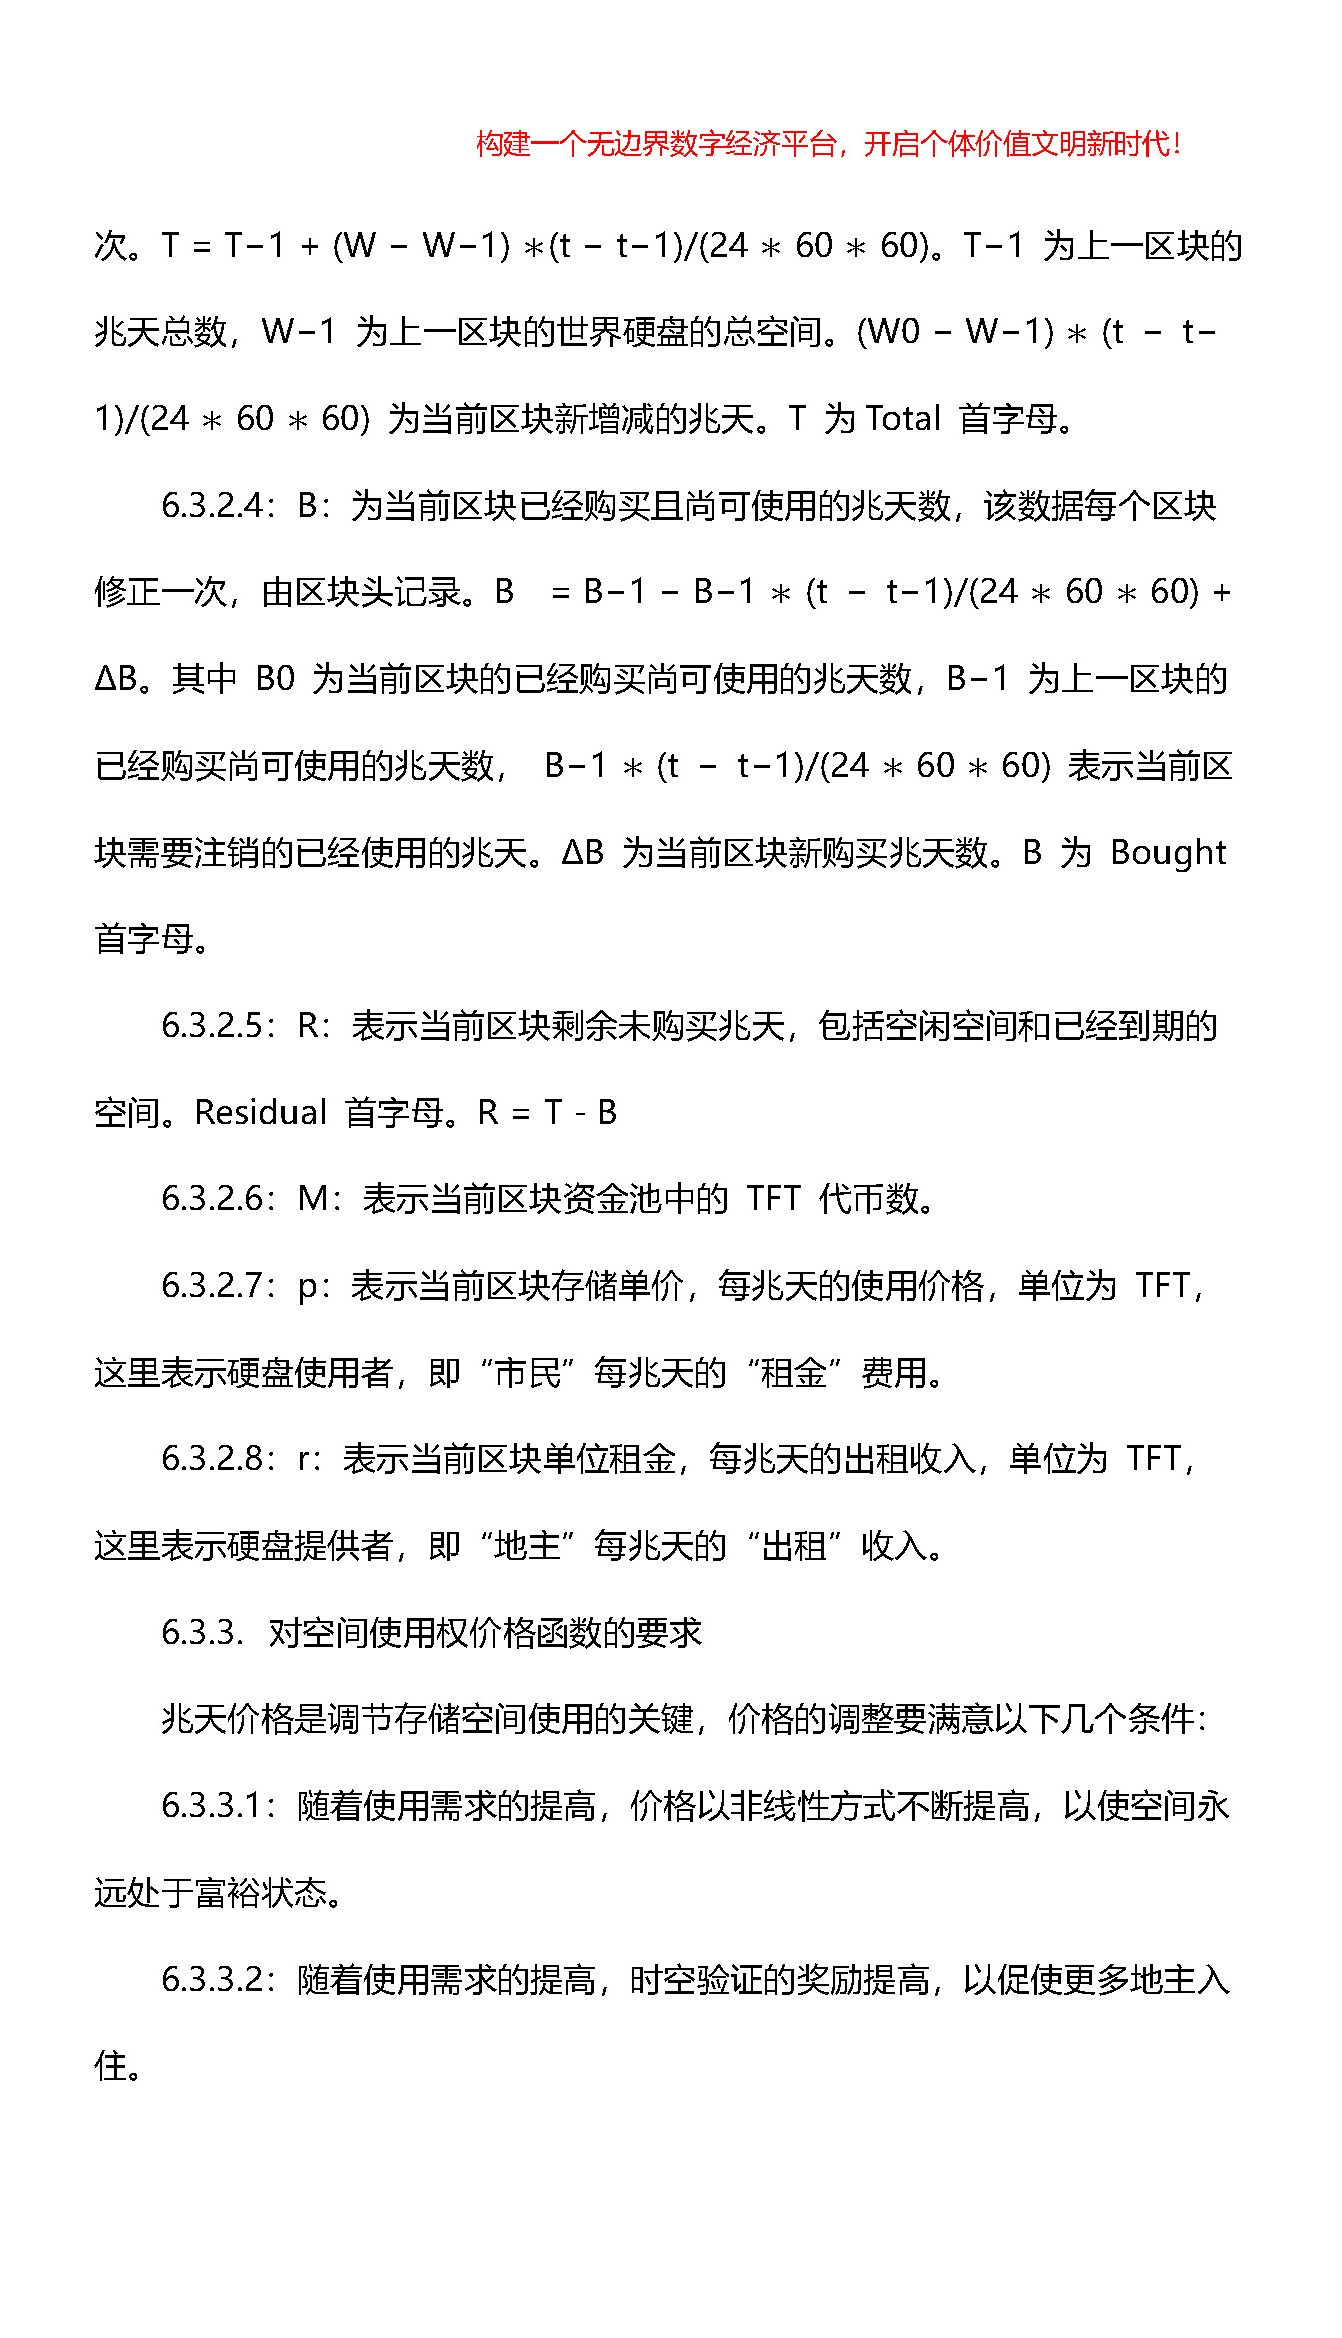 构建一个无边界数字经济平台，开启个体价值文明新时代！
次。T = T−1 + (W − W−1) ∗(t − t−1)/(24 ∗ 60 ∗ 60)。T−1 为上一区块的
兆天总数，W−1 为上一区块的世界硬盘的总空间。(W0 − W−1) ∗ (t − t−
1)/(24 ∗ 60 ∗ 60) 为当前区块新增减的兆天。T 为 Total 首字母。
6.3.2.4：B：为当前区块已经购买且尚可使用的兆天数，该数据每个区块
修正一次，由区块头记录。B = B−1 − B−1 ∗ (t − t−1)/(24 ∗ 60 ∗ 60) +
ΔB。其中 B0 为当前区块的已经购买尚可使用的兆天数，B−1 为上一区块的
已经购买尚可使用的兆天数， B−1 ∗ (t − t−1)/(24 ∗ 60 ∗ 60) 表示当前区
块需要注销的已经使用的兆天。ΔB 为当前区块新购买兆天数。B 为 Bought
首字母。
6.3.2.5：R：表示当前区块剩余未购买兆天，包括空闲空间和已经到期的
空间。Residual 首字母。R = T - B
6.3.2.6：M：表示当前区块资金池中的 TFT 代币数。
6.3.2.7：p：表示当前区块存储单价，每兆天的使用价格，单位为 TFT，
这里表示硬盘使用者，即“市民”每兆天的“租金”费用。
6.3.2.8：r：表示当前区块单位租金，每兆天的出租收入，单位为 TFT，
这里表示硬盘提供者，即“地主”每兆天的“出租”收入。
6.3.3. 对空间使用权价格函数的要求
兆天价格是调节存储空间使用的关键，价格的调整要满意以下几个条件：
6.3.3.1：随着使用需求的提高，价格以非线性方式不断提高，以使空间永
远处于富裕状态。
6.3.3.2：随着使用需求的提高，时空验证的奖励提高，以促使更多地主入
住。